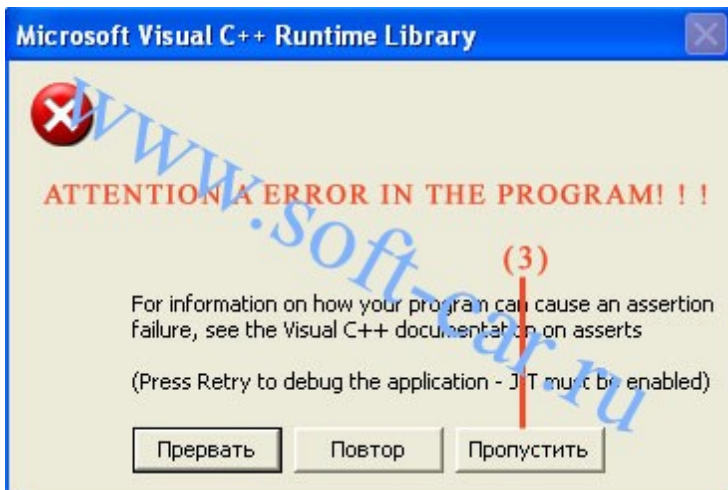 Microsoft Visual C++ Runtime Library
www.soft-car.ru
ATTENTION A ERROR IN THE PROGRAM! ! !
(3)
For information on how your program can cause an assertion
failure, see the Visual C++ documentation on asserts
(Press Retry to debug the application - JIT must be enabled)
Прервать
Повтор
Пропустить